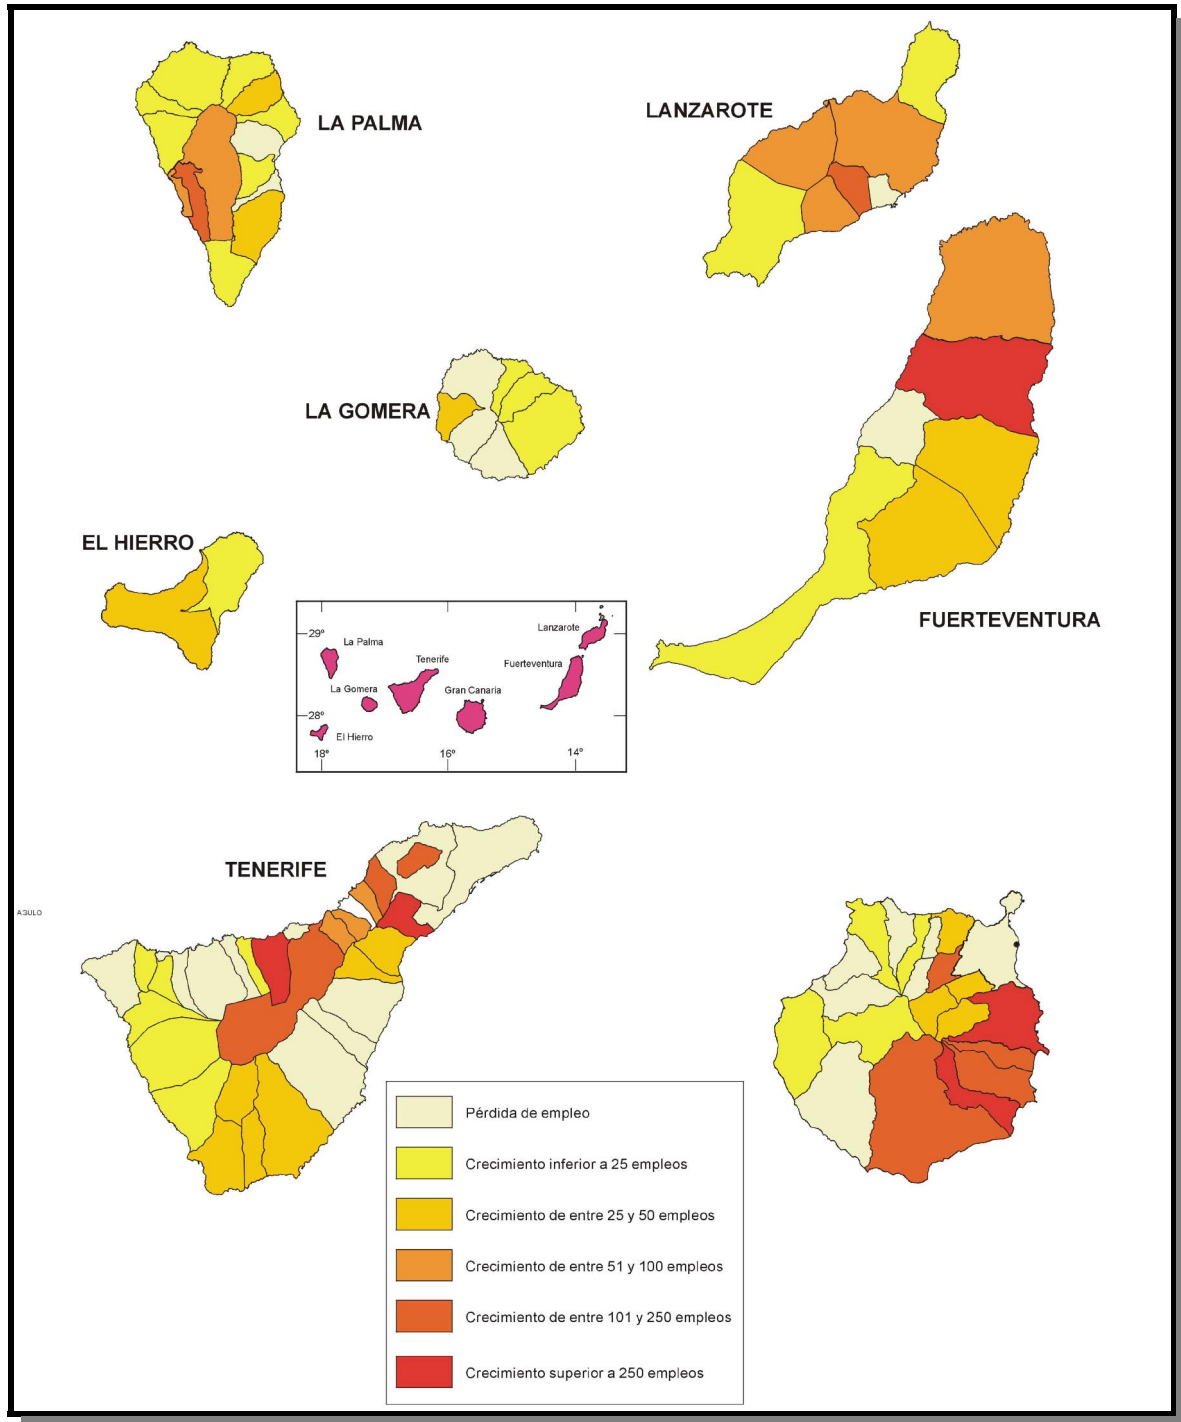 LA PALMA
LANZAROTE
LA GOMERA
EL HIERRO
FUERTEVENTURA
29º
28º
18º
16º
14º
La Palma
La Gomera
El Hierro
Tenerife
Gran Canaria
Fuerteventura
Lanzarote
TENERIFE
AGULO
Pérdida de empleo
Crecimiento inferior a 25 empleos
Crecimiento de entre 25 y 50 empleos
Crecimiento de entre 51 y 100 empleos
Crecimiento de entre 101 y 250 empleos
Crecimiento superior a 250 empleos